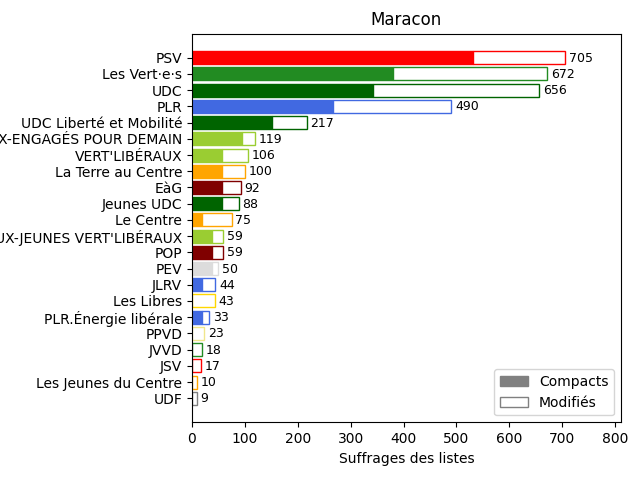 Maracon
PSV 705
Les Vert·e·s 672
UDC 656
PLR 490
UDC Liberté et Mobilité 217
X-ENGAGÉS POUR DEMAIN 119
VERT'LIBÉRAUX 106
La Terre au Centre 100
EàG 92
Jeunes UDC 88
Le Centre 75
UX-JEUNES VERT'LIBÉRAUX 59
POP 59
PEV 50
JLRV 44
Les Libres 43
PLR.Énergie libérale 33
PPVD 23
JVVD 18
JSV 17
Les Jeunes du Centre 10
UDF 9
Compacts
Modifiés
0 100 200 300 400 500 600 700 800
Suffrages des listes